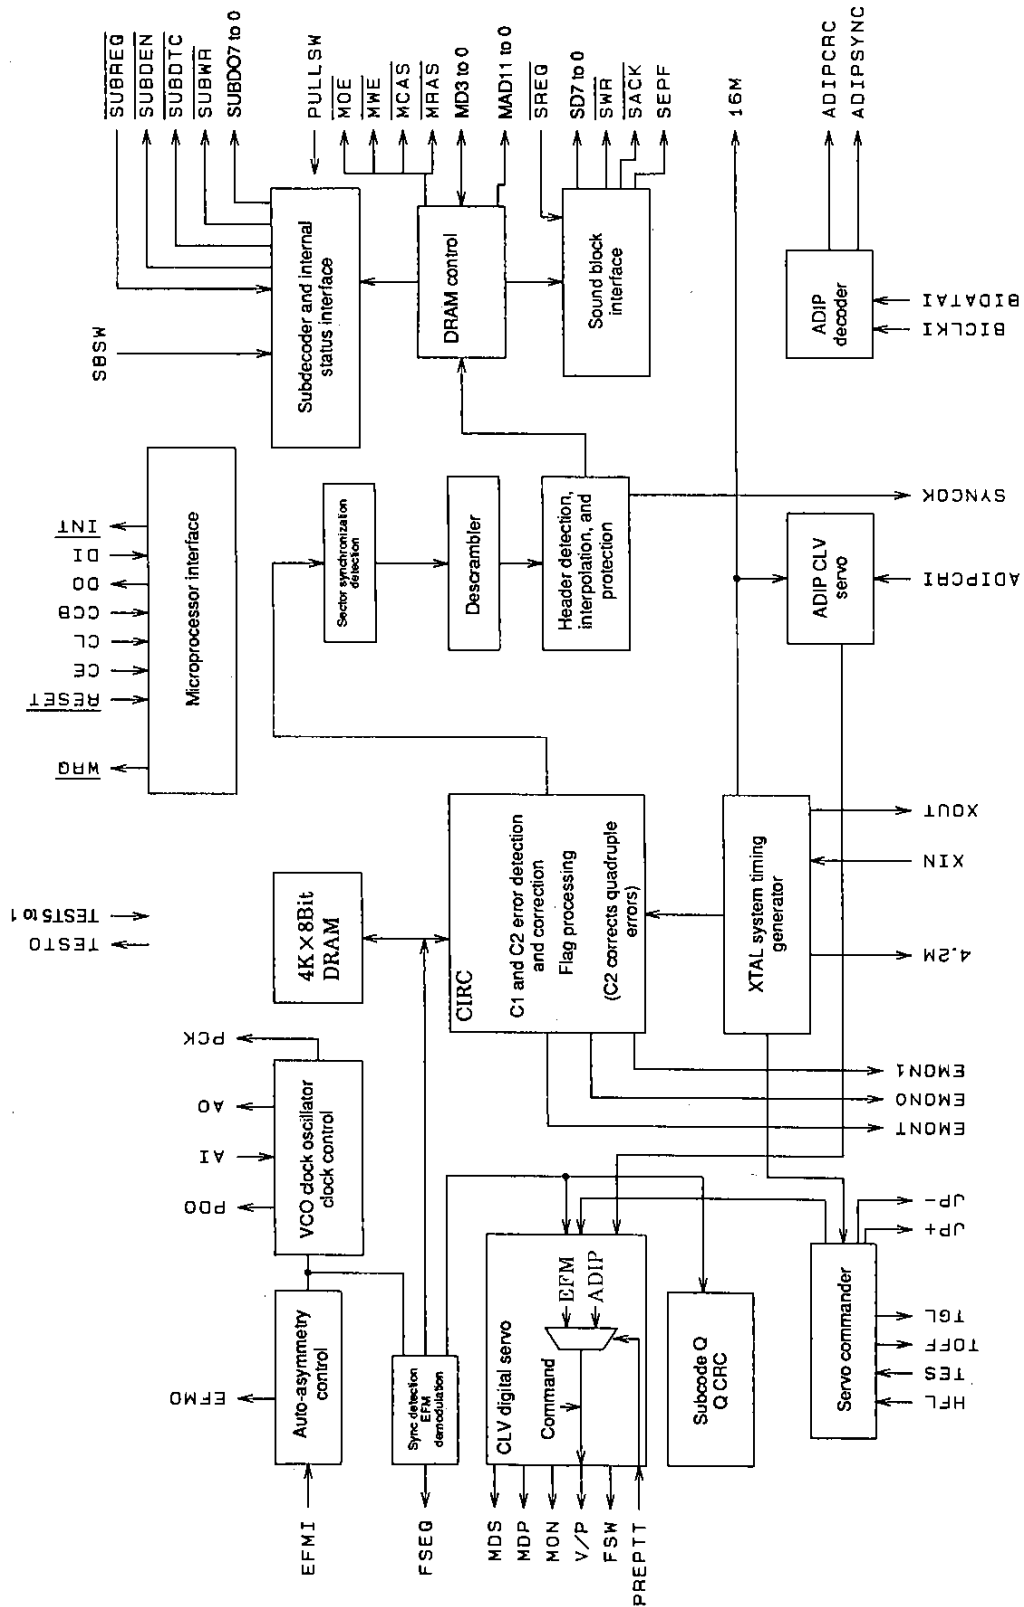 EFMI
EFMO
Auto-asymmetry
control
PDO
AI
AO
PCK
VCO clock oscillator
clock control
TESTO
TEST5 to 1
4K×8Bit
DRAM
WRQ
RESET
CE
CL
CCB
DO
DI
INT
Microprocessor interface
SBSW
SUBREQ
SUBDEN
SUBDTC
SUBWR
SUBDO7 to 0
Subdecoder and internal
status interface
PULLSW
MOE
MWE
MCAS
MRAS
MD3 to 0
MAD11 to 0
DRAM control
SREQ
SD7 to 0
SWR
SACK
SEPF
Sound block
interface
16M
ADIPCRC
ADIPSYNC
ADIP
decoder
BICLKI
BIDATAI
FSEQ
Sync detection
EFM
demodulation
CIRC
C1 and C2 error detection
and correction
Flag processing
(C2 corrects quadruple
errors)
Sector synchronization
detection
Descrambler
Header detection,
interpolation, and
protection
SYNCOK
MDS
MDP
MON
V/P
FSW
PREPTT
CLV digital servo
Command
EFM
ADIP
Subcode Q
Q CRC
EMONT
EMONO
EMON1
XTAL system timing
generator
4.2M
XIN
XOUT
ADIP CLV
servo
ADIPCRI
Servo commander
HFL
TES
TOFF
TGL
JP+
JP-